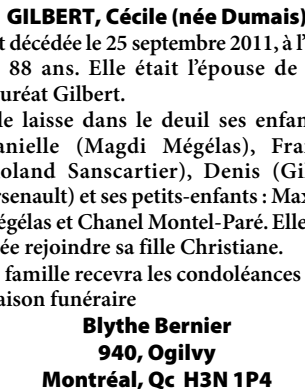 GILBERT, Cécile (née Dumais)
t décédée le 25 septembre 2011, à l'
88 ans. Elle était l'épouse de
uréat Gilbert.
le laisse dans le deuil ses enfan
anielle (Magdi Mégélas), Fra
oland Sanscartier), Denis (Gi
rsenault) et ses petits-enfants : Max
égélas et Chanel Montel-Paré. Elle
ée rejoindre sa fille Christiane.
famille recevra les condoléances
aison funéraire
Blythe Bernier
940, Ogilvy
Montréal, Qc H3N 1P4